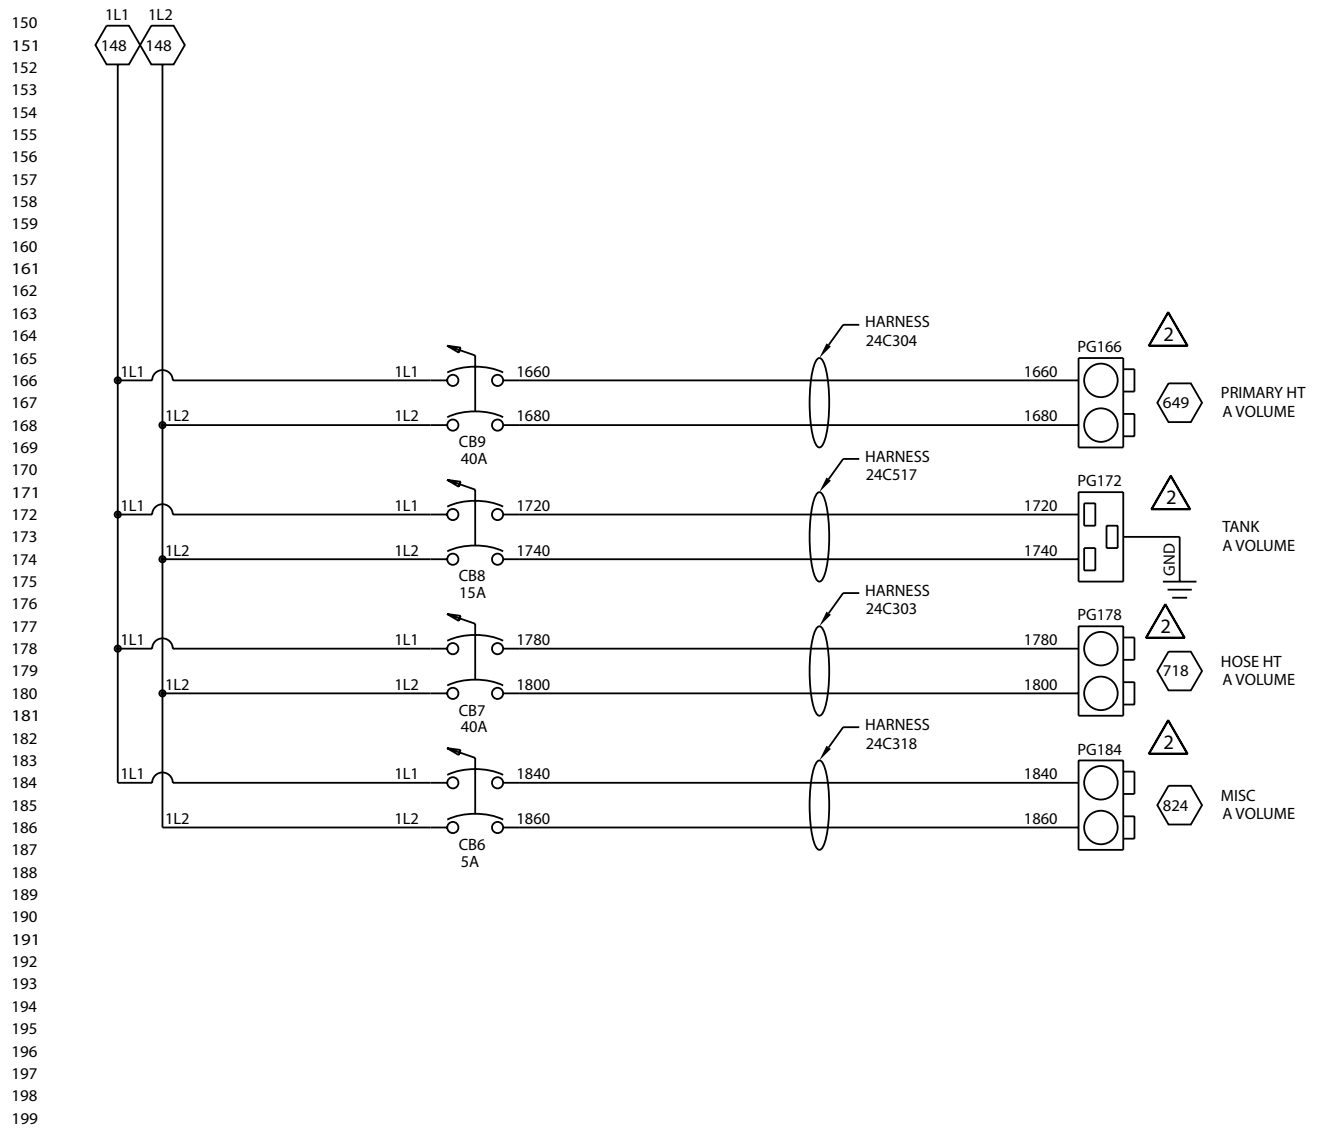 1L1 1L2
150
151 148 148
152
153
154
155
156
157
158
159
160
161
162
163 HARNESS
164 24C304 2
165 PG166
166 1L1 1L1 1660 1660
167 649 PRIMARY HT
168 1L2 1L2 1680 1680 A VOLUME
169 CB9
40A HARNESS
170 24C517
171 PG172 2
172 1L1 1L1 1720 1720
173 TANK
174 1L2 1L2 1740 1740 A VOLUME
GND
175 CB8
15A HARNESS
176 24C303
177 PG178 2
178 1L1 1L1 1780 1780
179 718 HOSE HT
180 1L2 1L2 1800 1800 A VOLUME
181 CB7
40A HARNESS
182 24C318 2
183 PG184
184 1L1 1L1 1840 1840
185 824 MISC
186 1L2 1L2 1860 1860 A VOLUME
187 CB6
5A
188
189
190
191
192
193
194
195
196
197
198
199